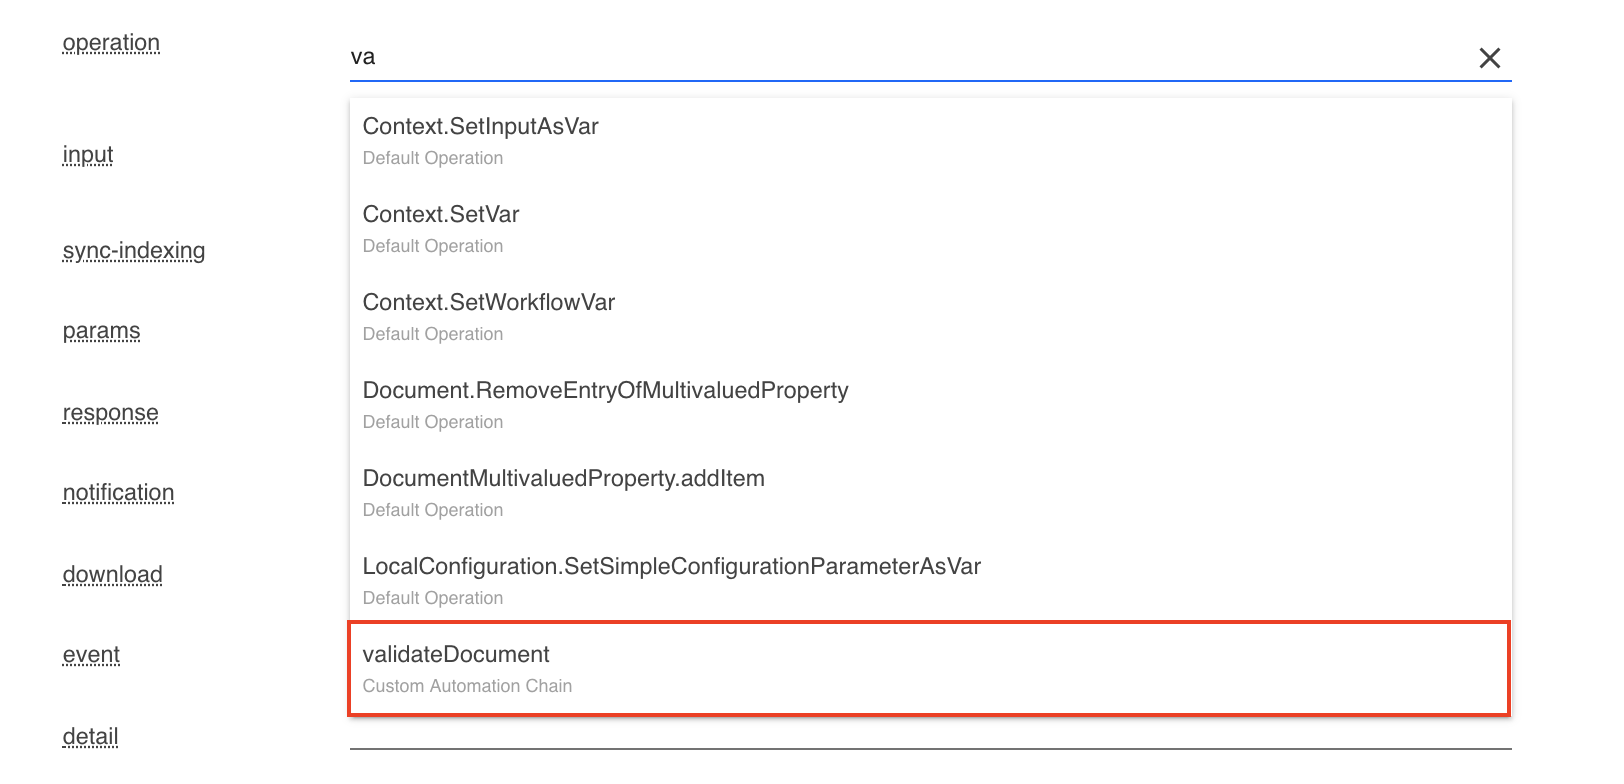 operation
va
Context.SetInputAsVar
Default Operation
input
Context.SetVar
Default Operation
sync-indexing
Context.SetWorkflowVar
Default Operation
params
Document.RemoveEntryOfMultivaluedProperty
Default Operation
response
DocumentMultivaluedProperty.addItem
Default Operation
notification
LocalConfiguration.SetSimpleConfigurationParameterAsVar
Default Operation
download
validateDocument
Custom Automation Chain
event
detail